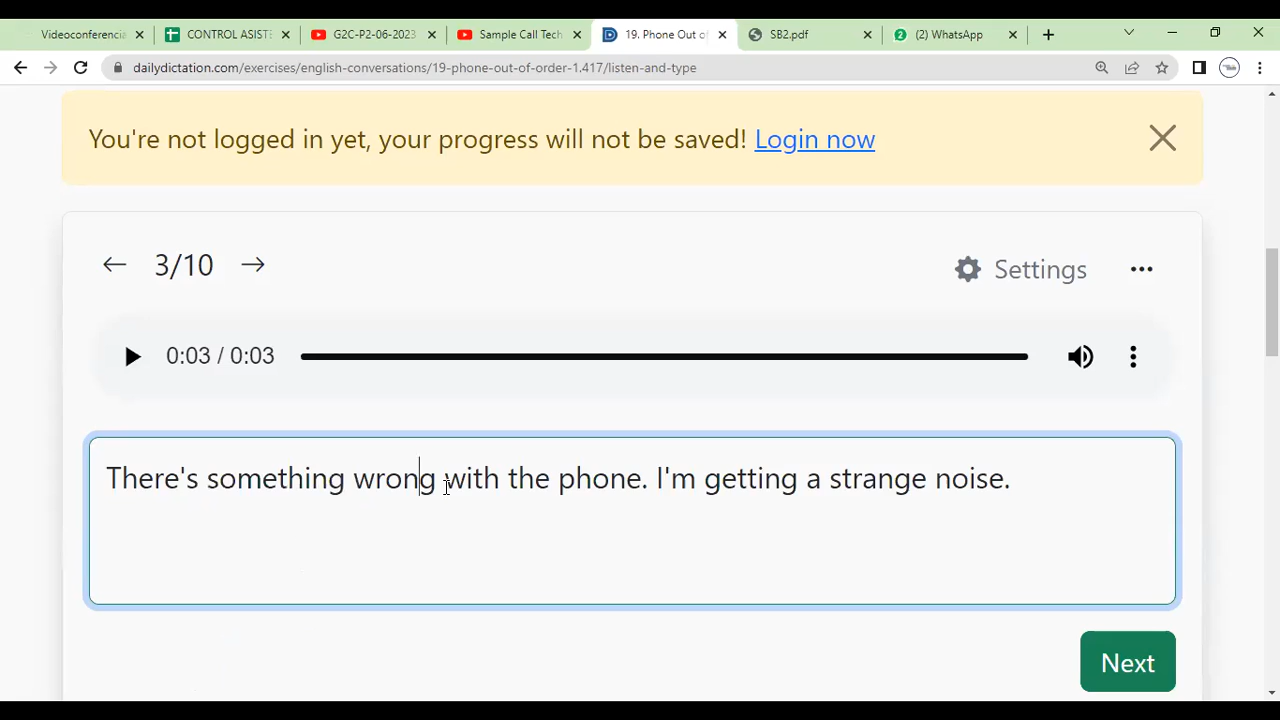 Videoconferencia
CONTROL ASISTE
G2C-P2-06-2023
Sample Call Tech
19. Phone Out of
SB2.pdf
(2) WhatsApp
dailydictation.com/exercises/english-conversations/19-phone-out-of-order-1.417/listen-and-type
You're not logged in yet, your progress will not be saved! Login now
3/10
Settings
0:03 / 0:03
There's something wrong with the phone. I'm getting a strange noise.
Next